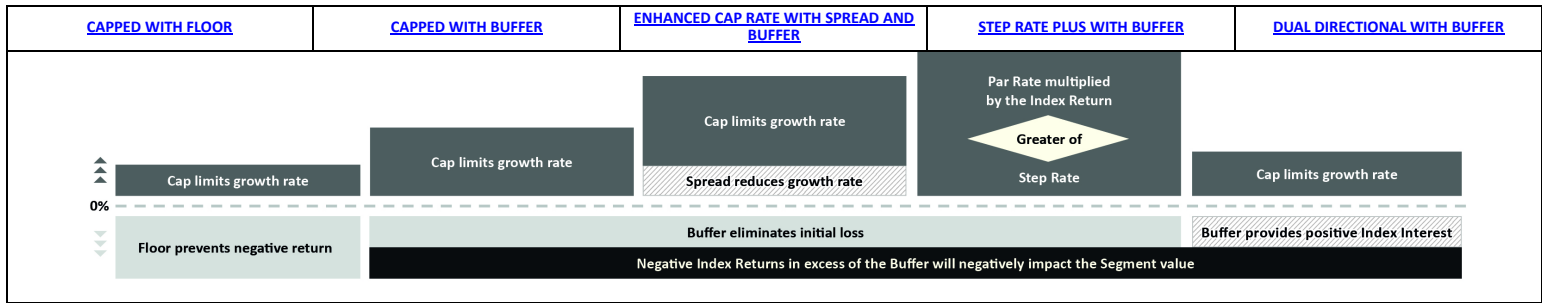 CAPPED WITH FLOOR
CAPPED WITH BUFFER
ENHANCED CAP RATE WITH SPREAD AND
BUFFER
STEP RATE PLUS WITH BUFFER
DUAL DIRECTIONAL WITH BUFFER
Cap limits growth rate
Cap limits growth rate
Cap limits growth rate
Spread reduces growth rate
Par Rate multiplied
by the Index Return
Greater of
Step Rate
Cap limits growth rate
0%
Floor prevents negative return
Buffer eliminates initial loss
Buffer provides positive Index Interest
Negative Index Returns in excess of the Buffer will negatively impact the Segment value